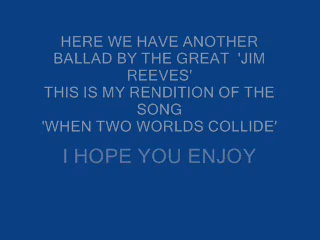 HERE WE HAVE ANOTHER
BALLAD BY THE GREAT  'JIM
REEVES'
THIS IS MY RENDITION OF THE
SONG
'WHEN TWO WORLDS COLLIDE'
I HOPE YOU ENJOY